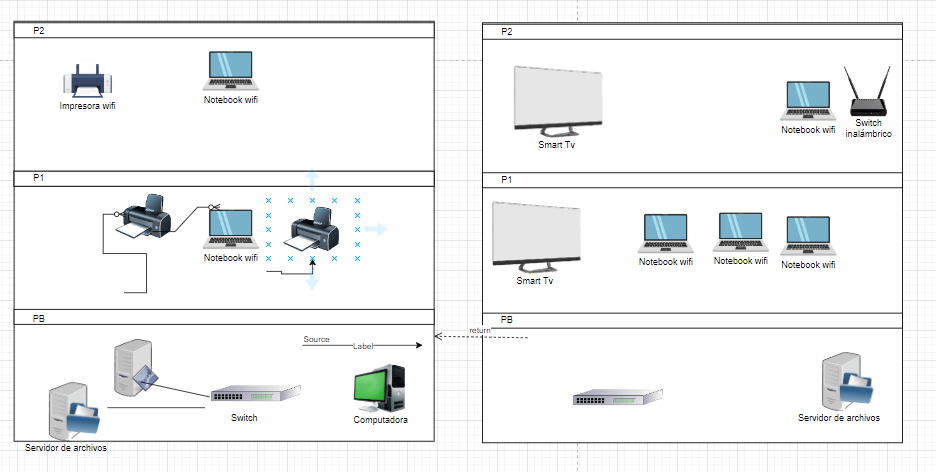 P2
Impresora wifi
Notebook wifi
P1
Notebook wifi
PB
Source
Label
Switch
Computadora
Servidor de archivos
return
P2
Smart Tv
Notebook wifi
Switch
inalámbrico
P1
Smart Tv
Notebook wifi
Notebook wifi
Notebook wifi
PB
Servidor de archivos